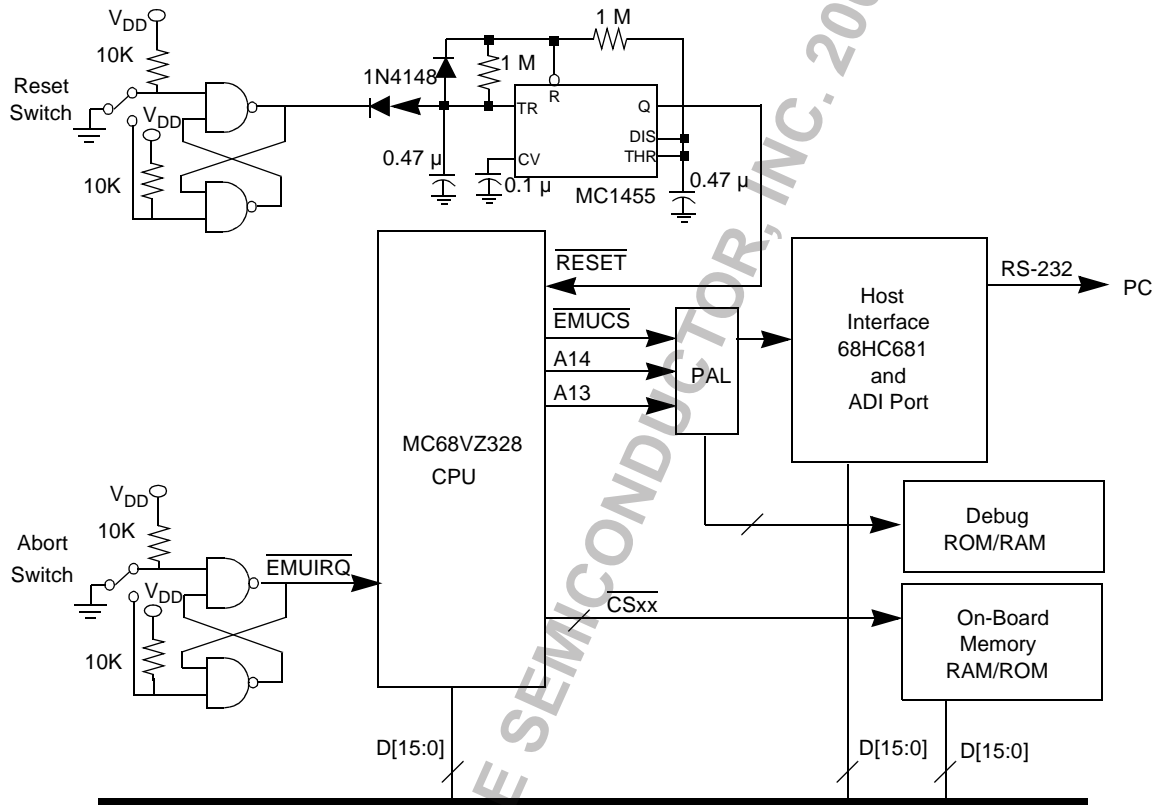 VDD
10K
Reset
Switch
VDD
10K
1N4148
1 M
1 M
R
TR
Q
DIS
THR
CV
0.47 µ
0.1 µ
MC1455
0.47 µ
RESET
EMUCS
A14
A13
PAL
Host
Interface
68HC681
and
ADI Port
RS-232
PC
MC68VZ328
CPU
VDD
10K
Abort
Switch
VDD
10K
EMUIRQ
Debug
ROM/RAM
CSxx
On-Board
Memory
RAM/ROM
D[15:0]
D[15:0]
D[15:0]
E SEMICONDUCTOR, INC. 200